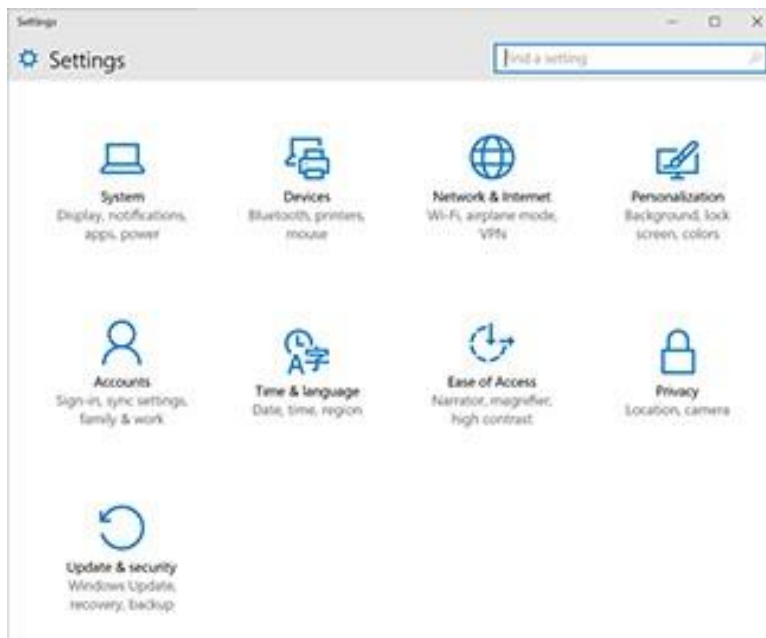 Settings
Settings
Find a setting
System
Display, notifications,
apps, power
Devices
Bluetooth, printers,
mouse
Network & Internet
Wi-Fi, airplane mode,
VPN
Personalization
Background, lock
screen, colors
Accounts
Sign-in, sync settings,
family & work
A字
Time & language
Date, time, region
Ease of Access
Narrator, magnifier,
high contrast
Privacy
Location, camera
Update & security
Windows Update,
recovery, backup